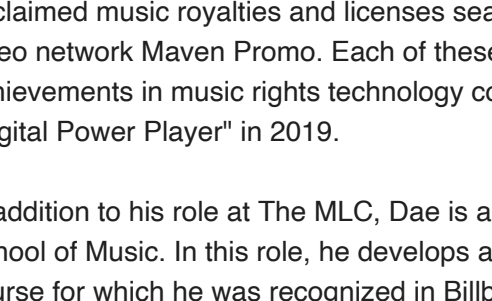 claimed music royalties and licenses sea
eo network Maven Promo. Each of these
hievements in music rights technology co
gital Power Player" in 2019.
addition to his role at The MLC, Dae is a
hool of Music. In this role, he develops a
urse for which he was recognized in Billb